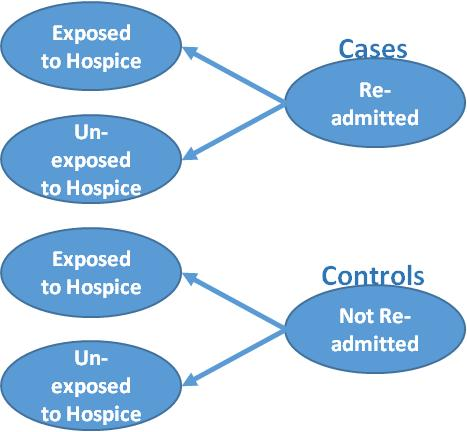 Exposed
to Hospice
Cases
Re-
admitted
Un-
exposed
to Hospice
Exposed
to Hospice
Controls
Not Re-
admitted
Un-
exposed
to Hospice